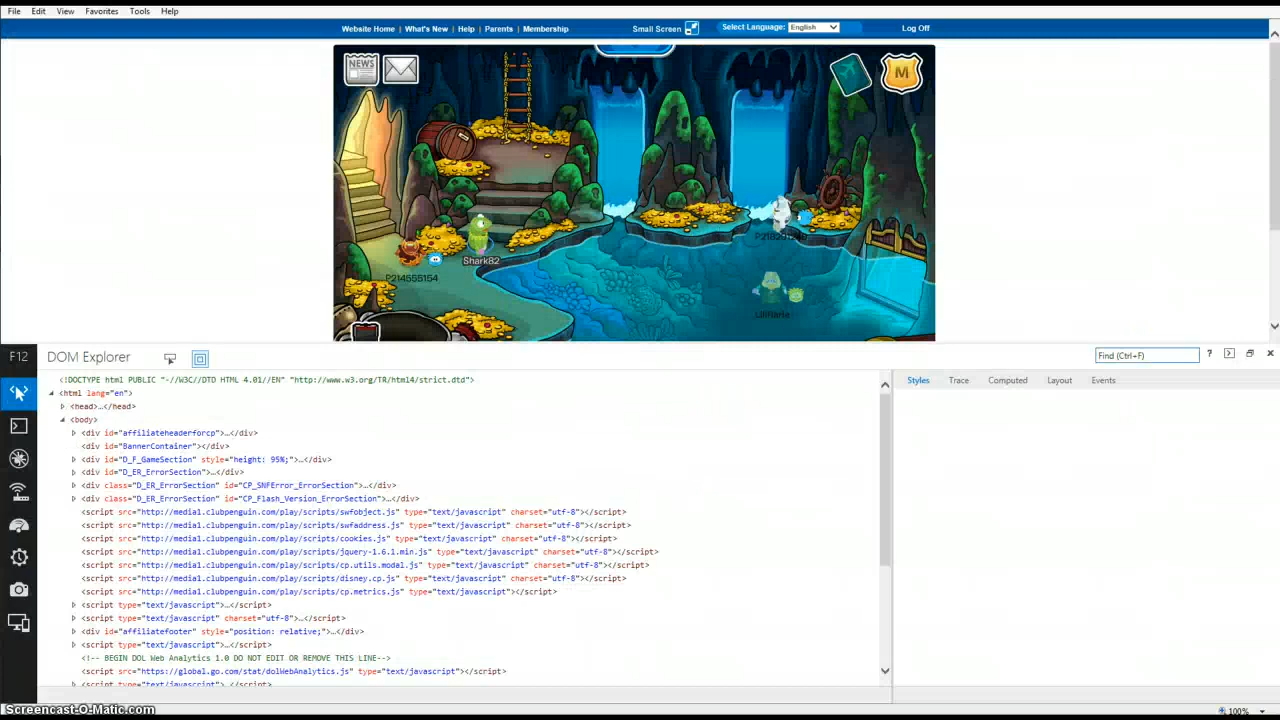 File Edit View Favorites Tools Help
Website Home | What's New | Help | Parents | Membership Small Screen Select Language: English Log Off
NEWS M
P218291248
Shark82
P214555154
Lilmaria
F12 DOM Explorer Find (Ctrl+F) ?
Styles Trace Computed Layout Events
<!DOCTYPE html PUBLIC "-//W3C//DTD HTML 4.01//EN" "http://www.w3.org/TR/html4/strict.dtd">
<html lang="en">
<head>…</head>
<body>
<div id="affiliateheaderforcp">…</div>
<div id="BannerContainer"></div>
<div id="D_F_GameSection" style="height: 95%;">…</div>
<div id="D_ER_ErrorSection">…</div>
<div class="D_ER_ErrorSection" id="CP_SNFError_ErrorSection">…</div>
<div class="D_ER_ErrorSection" id="CP_Flash_Version_ErrorSection">…</div>
<script src="http://media1.clubpenguin.com/play/scripts/swfobject.js" type="text/javascript" charset="utf-8"></script>
<script src="http://media1.clubpenguin.com/play/scripts/swfaddress.js" type="text/javascript" charset="utf-8"></script>
<script src="http://media1.clubpenguin.com/play/scripts/cookies.js" type="text/javascript" charset="utf-8"></script>
<script src="http://media1.clubpenguin.com/play/scripts/jquery-1.6.1.min.js" type="text/javascript" charset="utf-8"></script>
<script src="http://media1.clubpenguin.com/play/scripts/cp.utils.modal.js" type="text/javascript" charset="utf-8"></script>
<script src="http://media1.clubpenguin.com/play/scripts/disney.cp.js" type="text/javascript" charset="utf-8"></script>
<script src="http://media1.clubpenguin.com/play/scripts/cp.metrics.js" type="text/javascript"></script>
<script type="text/javascript">…</script>
<script type="text/javascript" charset="utf-8">…</script>
<div id="affiliatefooter" style="position: relative;">…</div>
<script type="text/javascript">…</script>
<!-- BEGIN DOL Web Analytics 1.0 DO NOT EDIT OR REMOVE THIS LINE-->
<script src="https://global.go.com/stat/dolWebAnalytics.js" type="text/javascript"></script>
<script type="text/javascript">…</script>
Screencast-O-Matic.com 100%